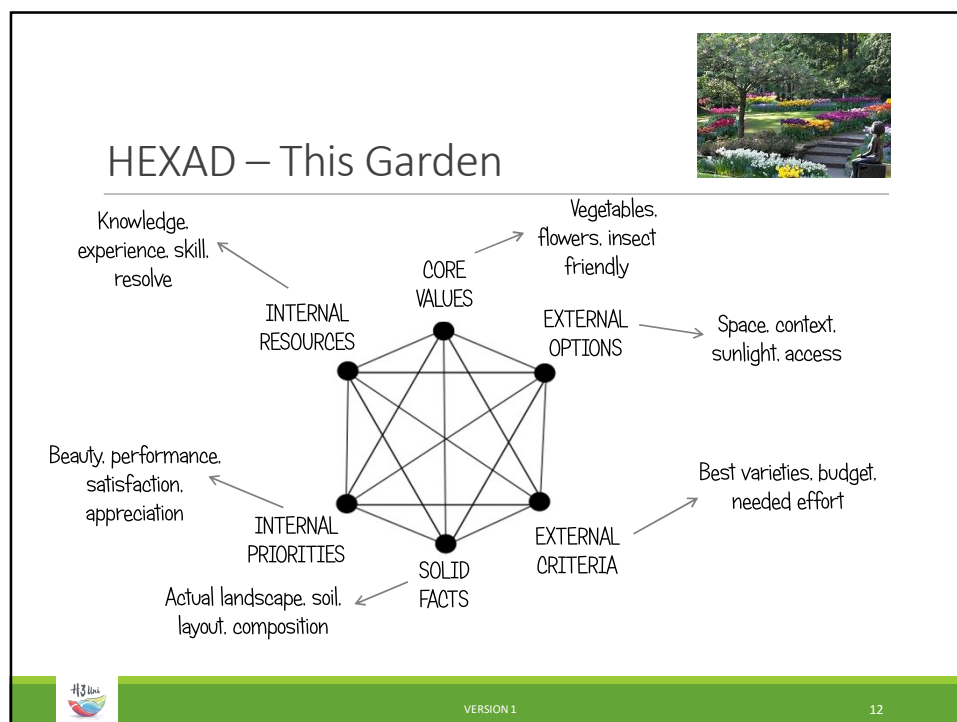 HEXAD – This Garden
Knowledge,
experience, skill,
resolve
Vegetables,
flowers, insect
friendly
CORE
VALUES
INTERNAL
RESOURCES
EXTERNAL
OPTIONS
Space, context,
sunlight, access
Beauty, performance,
satisfaction,
appreciation
Best varieties, budget,
needed effort
INTERNAL
PRIORITIES
EXTERNAL
CRITERIA
SOLID
FACTS
Actual landscape, soil,
layout, composition
H3Uni
VERSION 1
12